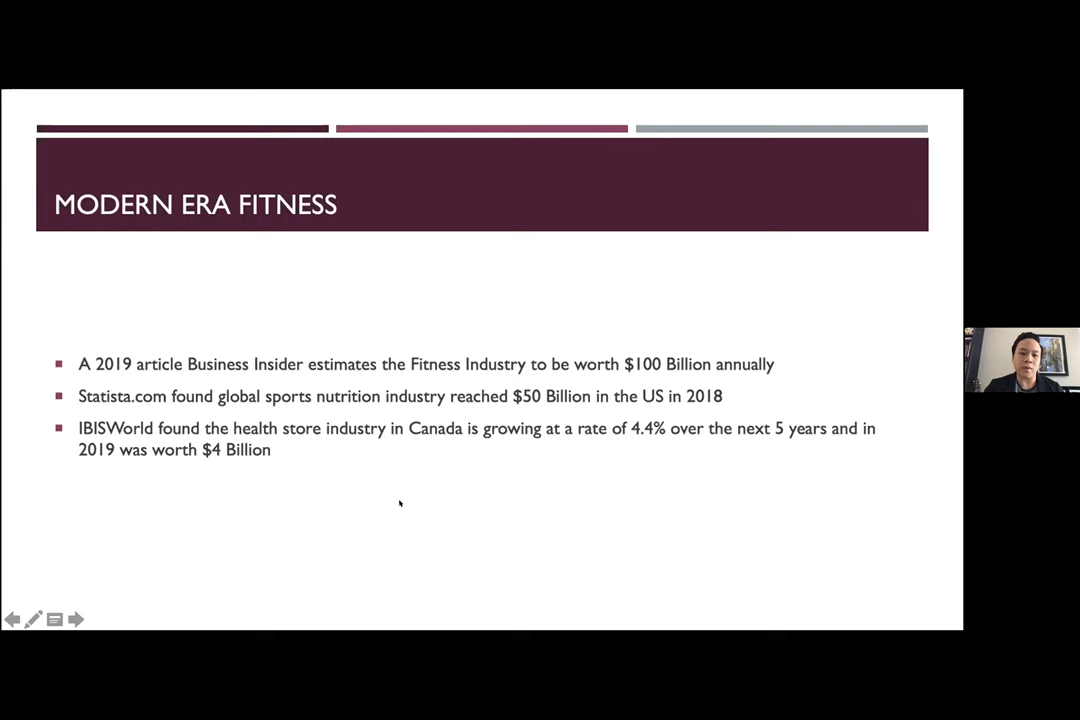 MODERN ERA FITNESS
A 2019 article Business Insider estimates the Fitness Industry to be worth $100 Billion annually
Statista.com found global sports nutrition industry reached $50 Billion in the US in 2018
IBISWorld found the health store industry in Canada is growing at a rate of 4.4% over the next 5 years and in
2019 was worth $4 Billion